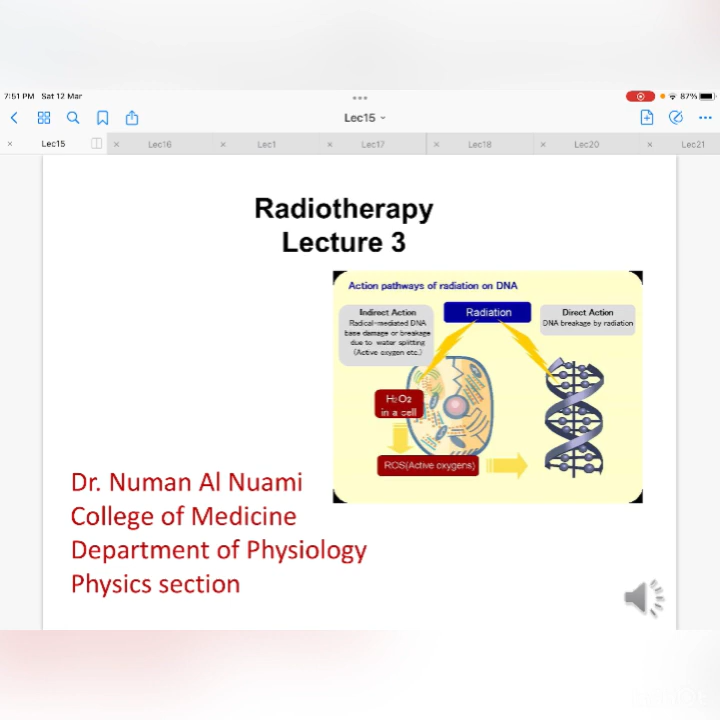 7:51 PM Sat 12 Mar
87%
Lec15
Lec15
Lec16
Lec1
Lec17
Lec18
Lec20
Lec21
Radiotherapy
Lecture 3
Action pathways of radiation on DNA
Indirect Action
Radical-mediated DNA
base damage or breakage
due to water splitting
(Active oxygen etc.)
Radiation
Direct Action
DNA breakage by radiation
H2O2
in a cell
ROS(Active oxygens)
Dr. Numan Al Nuami
College of Medicine
Department of Physiology
Physics section